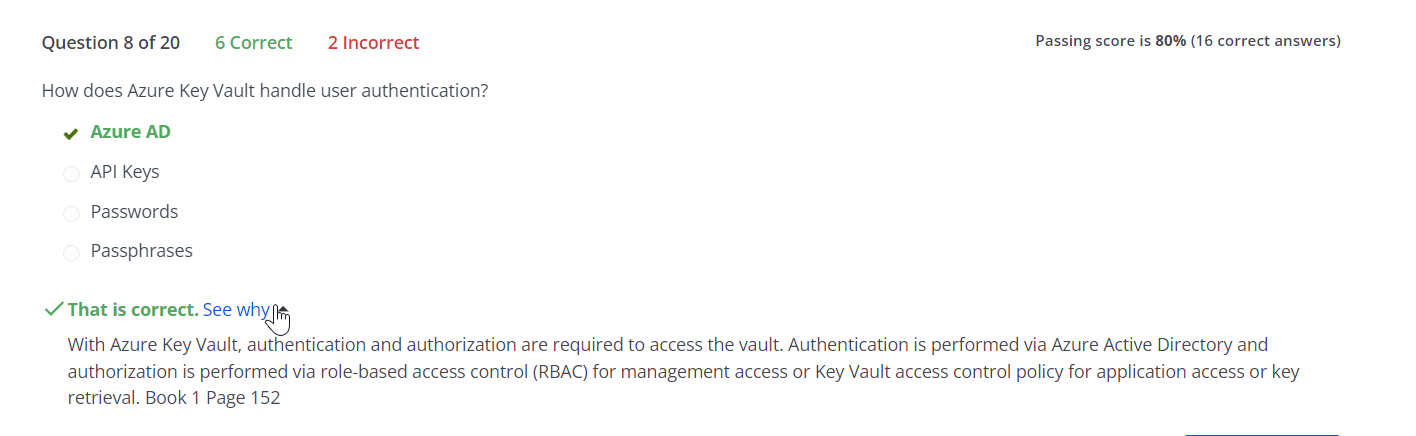 Question 8 of 20 6 Correct 2 Incorrect Passing score is 80% (16 correct answers)
How does Azure Key Vault handle user authentication?
Azure AD
API Keys
Passwords
Passphrases
That is correct. See why
With Azure Key Vault, authentication and authorization are required to access the vault. Authentication is performed via Azure Active Directory and
authorization is performed via role-based access control (RBAC) for management access or Key Vault access control policy for application access or key
retrieval. Book 1 Page 152